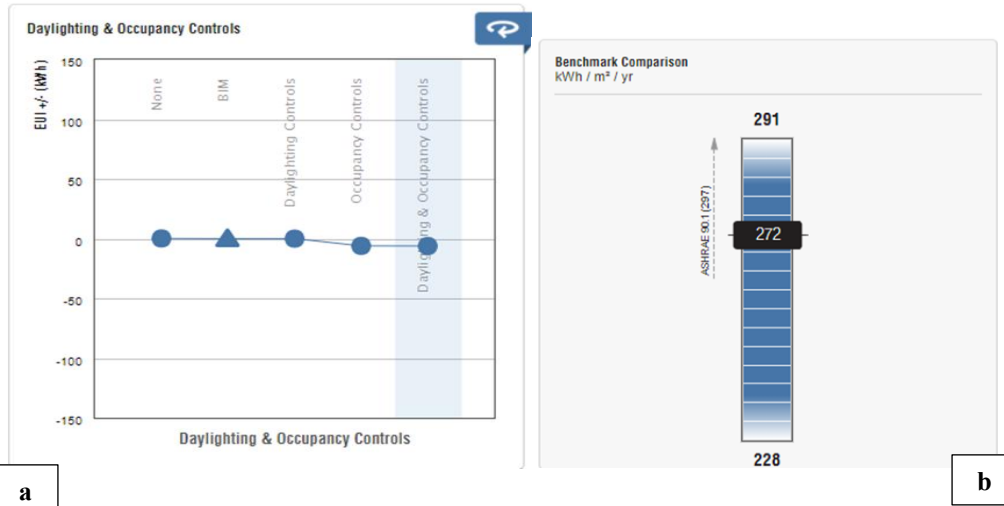 Daylighting & Occupancy Controls
EUI +/- (kWh)
150
100
50
0
-50
-100
-150
None
BIM
Daylighting Controls
Occupancy Controls
Daylighting & Occupancy Controls
Daylighting & Occupancy Controls
a
Benchmark Comparison
kWh / m² / yr
291
ASHRAE 90.1 (297)
272
228
b